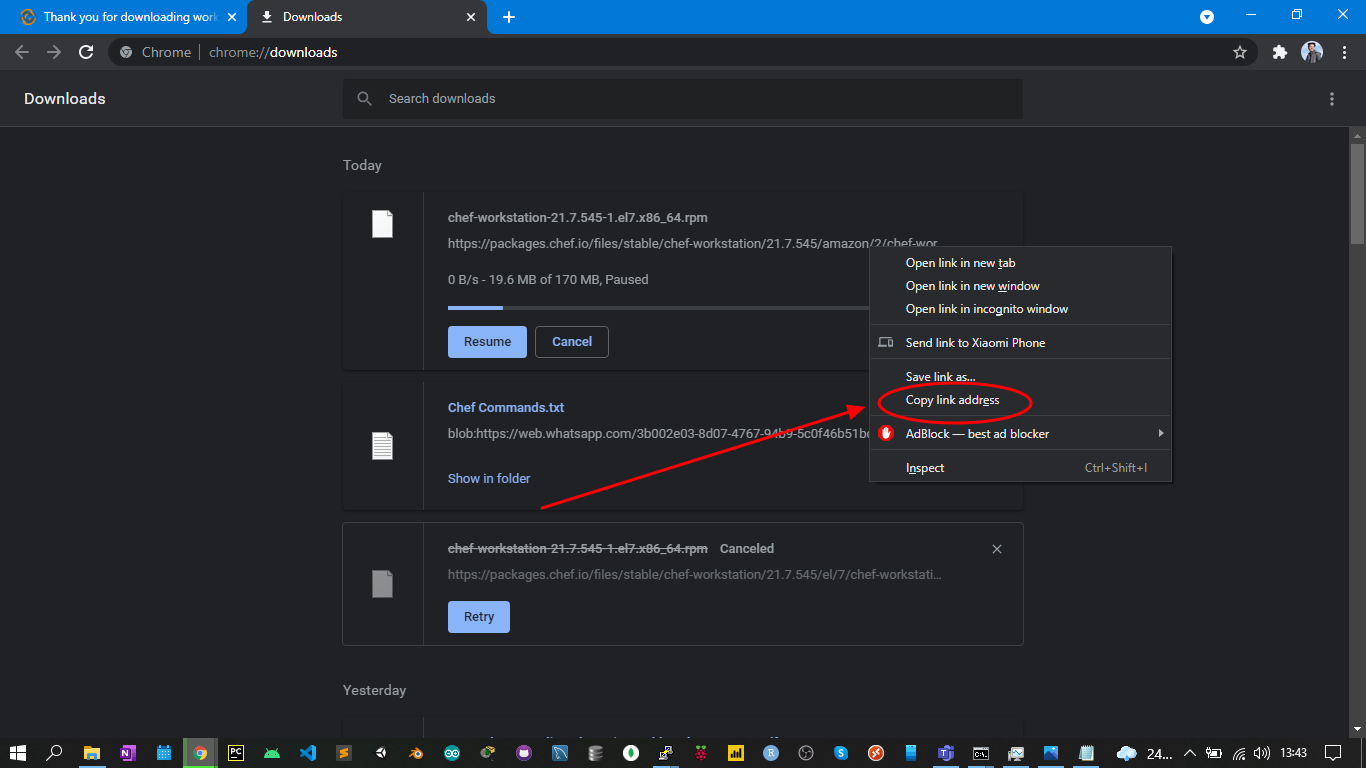 Thank you for downloading work
Downloads
Chrome
chrome://downloads
Downloads
Search downloads
Today
chef-workstation-21.7.545-1.el7.x86_64.rpm
https://packages.chef.io/files/stable/chef-workstation/21.7.545/amazon/2/chef-wor
0 B/s - 19.6 MB of 170 MB, Paused
Resume
Cancel
Open link in new tab
Open link in new window
Open link in incognito window
Send link to Xiaomi Phone
Save link as...
Copy link address
AdBlock — best ad blocker
Inspect
Ctrl+Shift+I
Chef Commands.txt
blob:https://web.whatsapp.com/3b002e03-8d07-4767-94b9-5c0f46b51bc
Show in folder
chef-workstation-21.7.545-1.el7.x86_64.rpm Canceled
https://packages.chef.io/files/stable/chef-workstation/21.7.545/el/7/chef-workstati…
Retry
Yesterday
24...
13:43